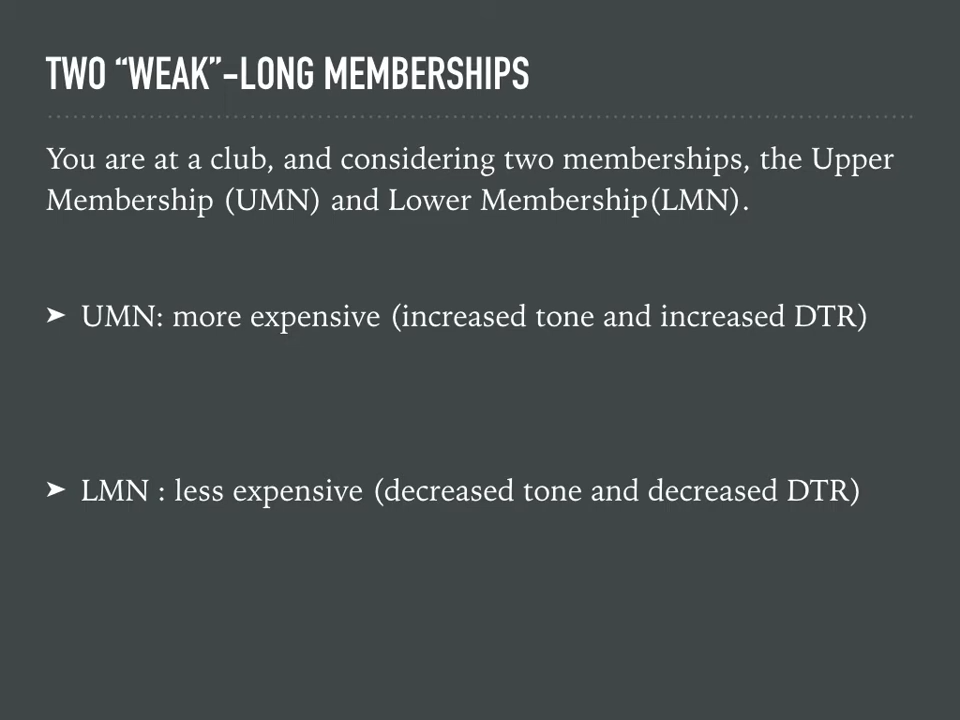 TWO “WEAK”-LONG MEMBERSHIPS
You are at a club, and considering two memberships, the Upper
Membership (UMN) and Lower Membership(LMN).
➤ UMN: more expensive (increased tone and increased DTR)
➤ LMN : less expensive (decreased tone and decreased DTR)